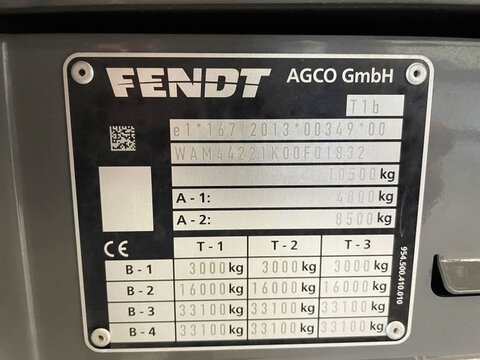 FENDT AGCO GmbH
T1b
e1*167/2013*00349*00
WAM44221K00F01832
10500 kg
A - 1: 4800 kg
A - 2: 8500 kg
CE T - 1 T - 2 T - 3
B - 1 3000 kg 3000 kg 3000 kg
B - 2 16000 kg 16000 kg 16000 kg
B - 3 33100 kg 33100 kg 33100 kg
B - 4 33100 kg 33100 kg 33100 kg
954.500.410.010